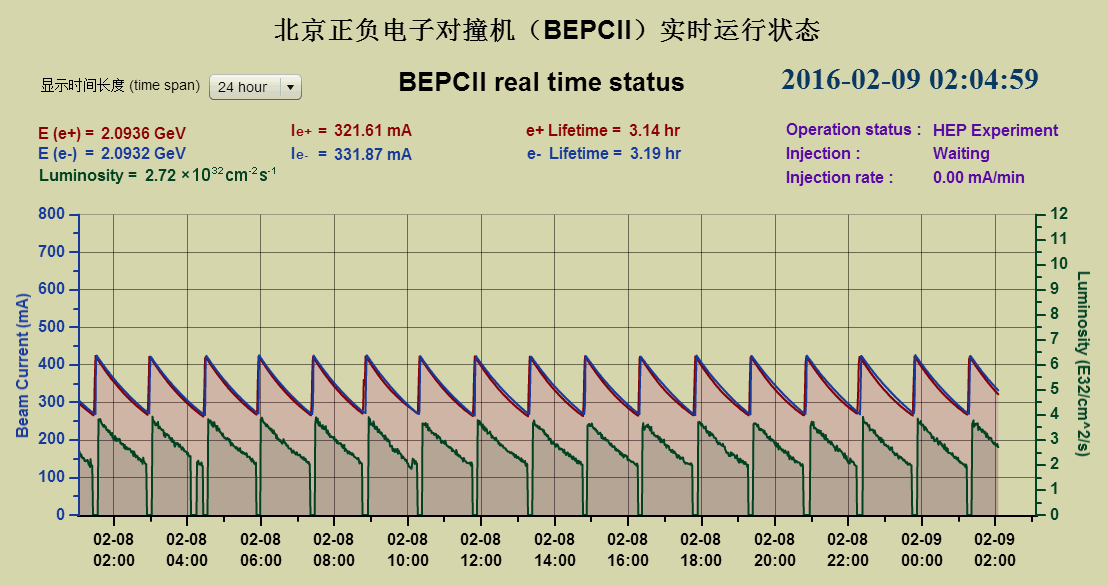 北京正负电子对撞机（BEPCII）实时运行状态
显示时间长度 (time span) 24 hour
BEPCII real time status
2016-02-09 02:04:59
E (e+) = 2.0936 GeV Ie+ = 321.61 mA e+ Lifetime = 3.14 hr Operation status : HEP Experiment
E (e-) = 2.0932 GeV Ie- = 331.87 mA e- Lifetime = 3.19 hr Injection : Waiting
Luminosity = 2.72 ×10³²cm⁻²s⁻¹ Injection rate : 0.00 mA/min
800 12
11
700
10
600 9
8
500
7
400 6
5
300
4
200 3
2
100
1
0 0
Beam Current (mA)
Luminosity (E32/cm^2/s)
02-08 02-08 02-08 02-08 02-08 02-08 02-08 02-08 02-08 02-08 02-08 02-09 02-09
02:00 04:00 06:00 08:00 10:00 12:00 14:00 16:00 18:00 20:00 22:00 00:00 02:00